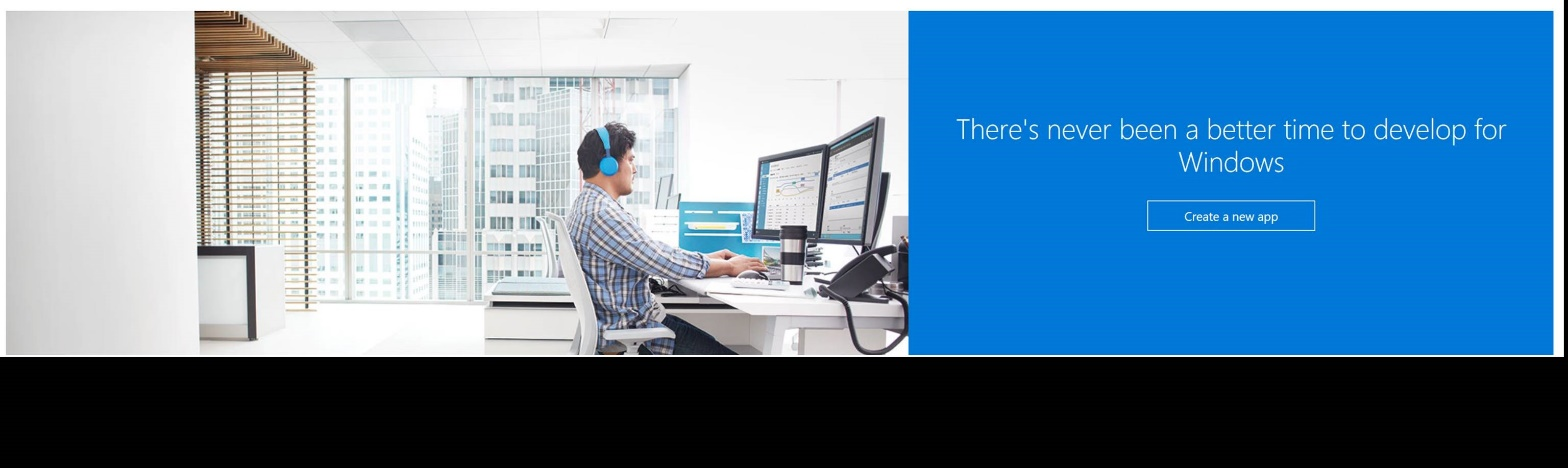 There's never been a better time to develop for
Windows
Create a new app